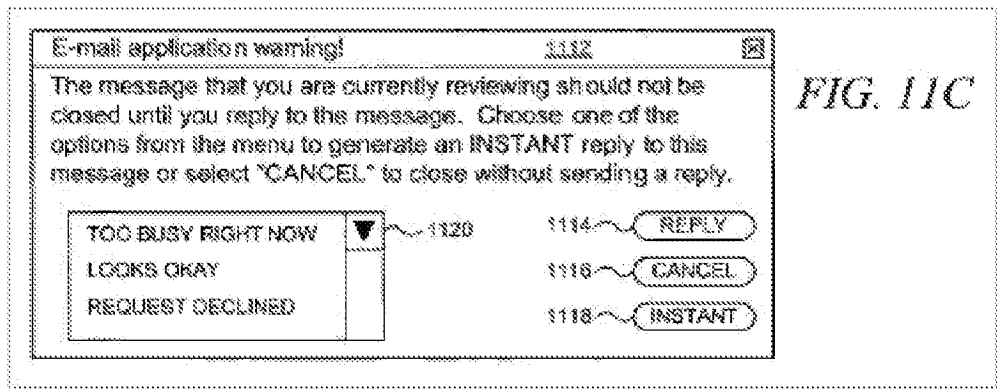 E-mail application warning! 1112
FIG. 11C
The message that you are currently reviewing should not be
closed until you reply to the message. Choose one of the
options from the menu to generate an INSTANT reply to this
message or select "CANCEL" to close without sending a reply.
TOO BUSY RIGHT NOW 1120 1114 REPLY
LOOKS OKAY 1116 CANCEL
REQUEST DECLINED 1118 INSTANT